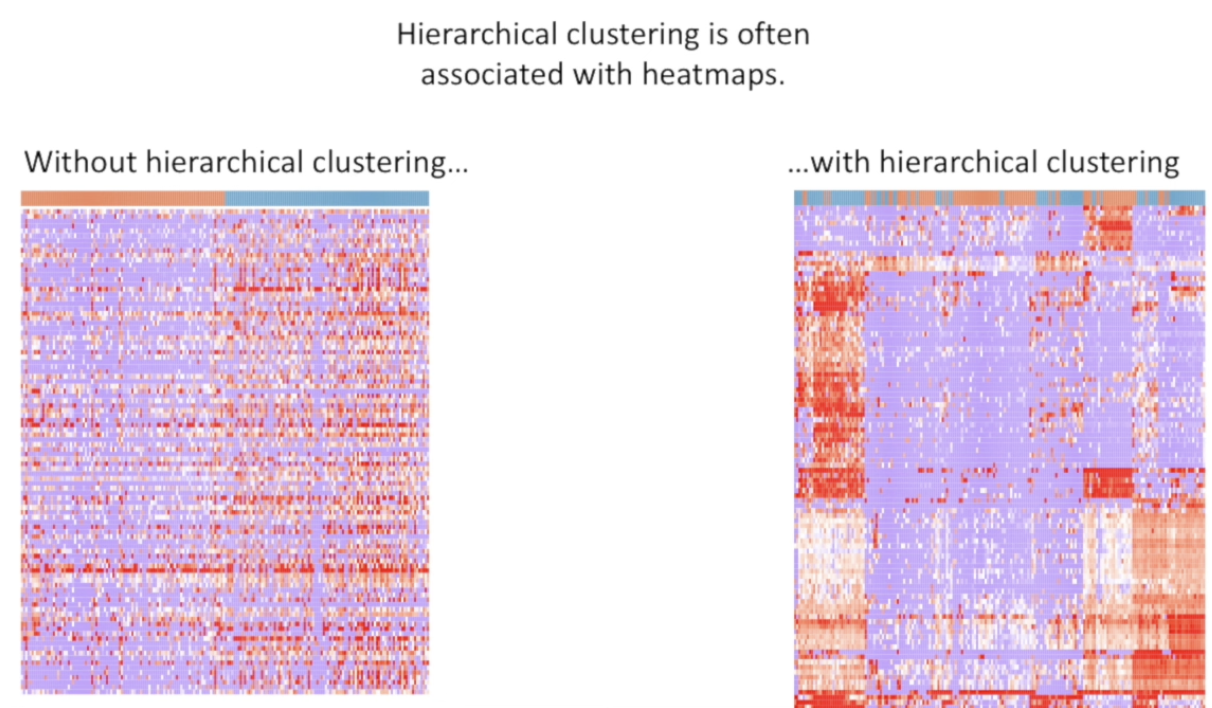 Hierarchical clustering is often
associated with heatmaps.
Without hierarchical clustering...
...with hierarchical clustering